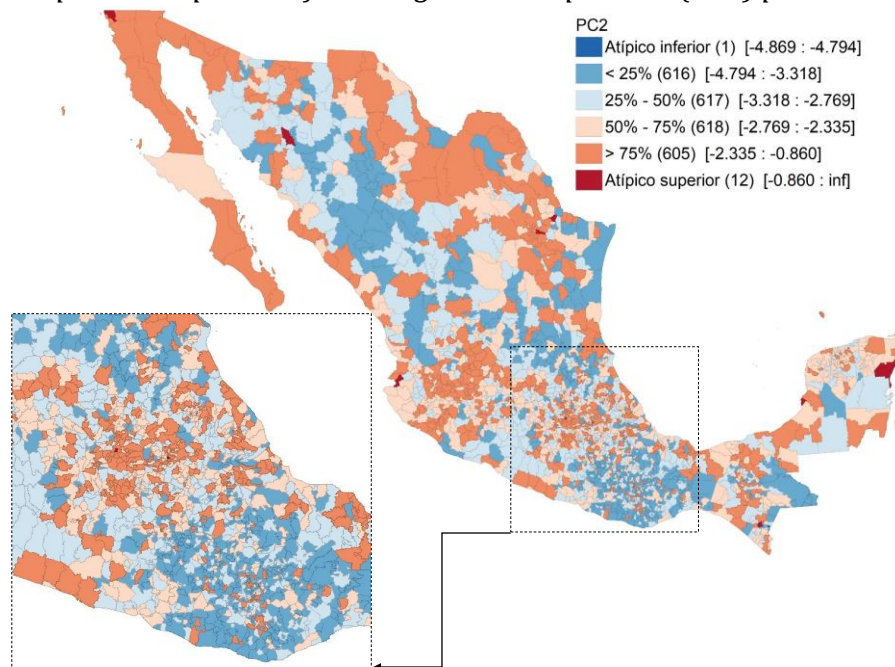 PC2
Atípico inferior (1) [-4.869 : -4.794]
< 25% (616) [-4.794 : -3.318]
25% - 50% (617) [-3.318 : -2.769]
50% - 75% (618) [-2.769 : -2.335]
> 75% (605) [-2.335 : -0.860]
Atípico superior (12) [-0.860 : inf]